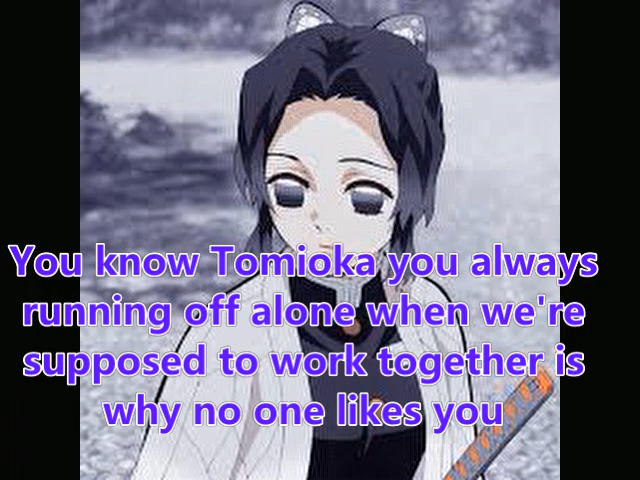 You know Tomioka you always
running off alone when we're
supposed to work together is
why no one likes you